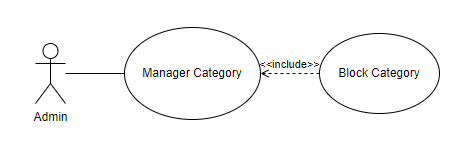 <<include>>
Manager Category
Block Category
Admin